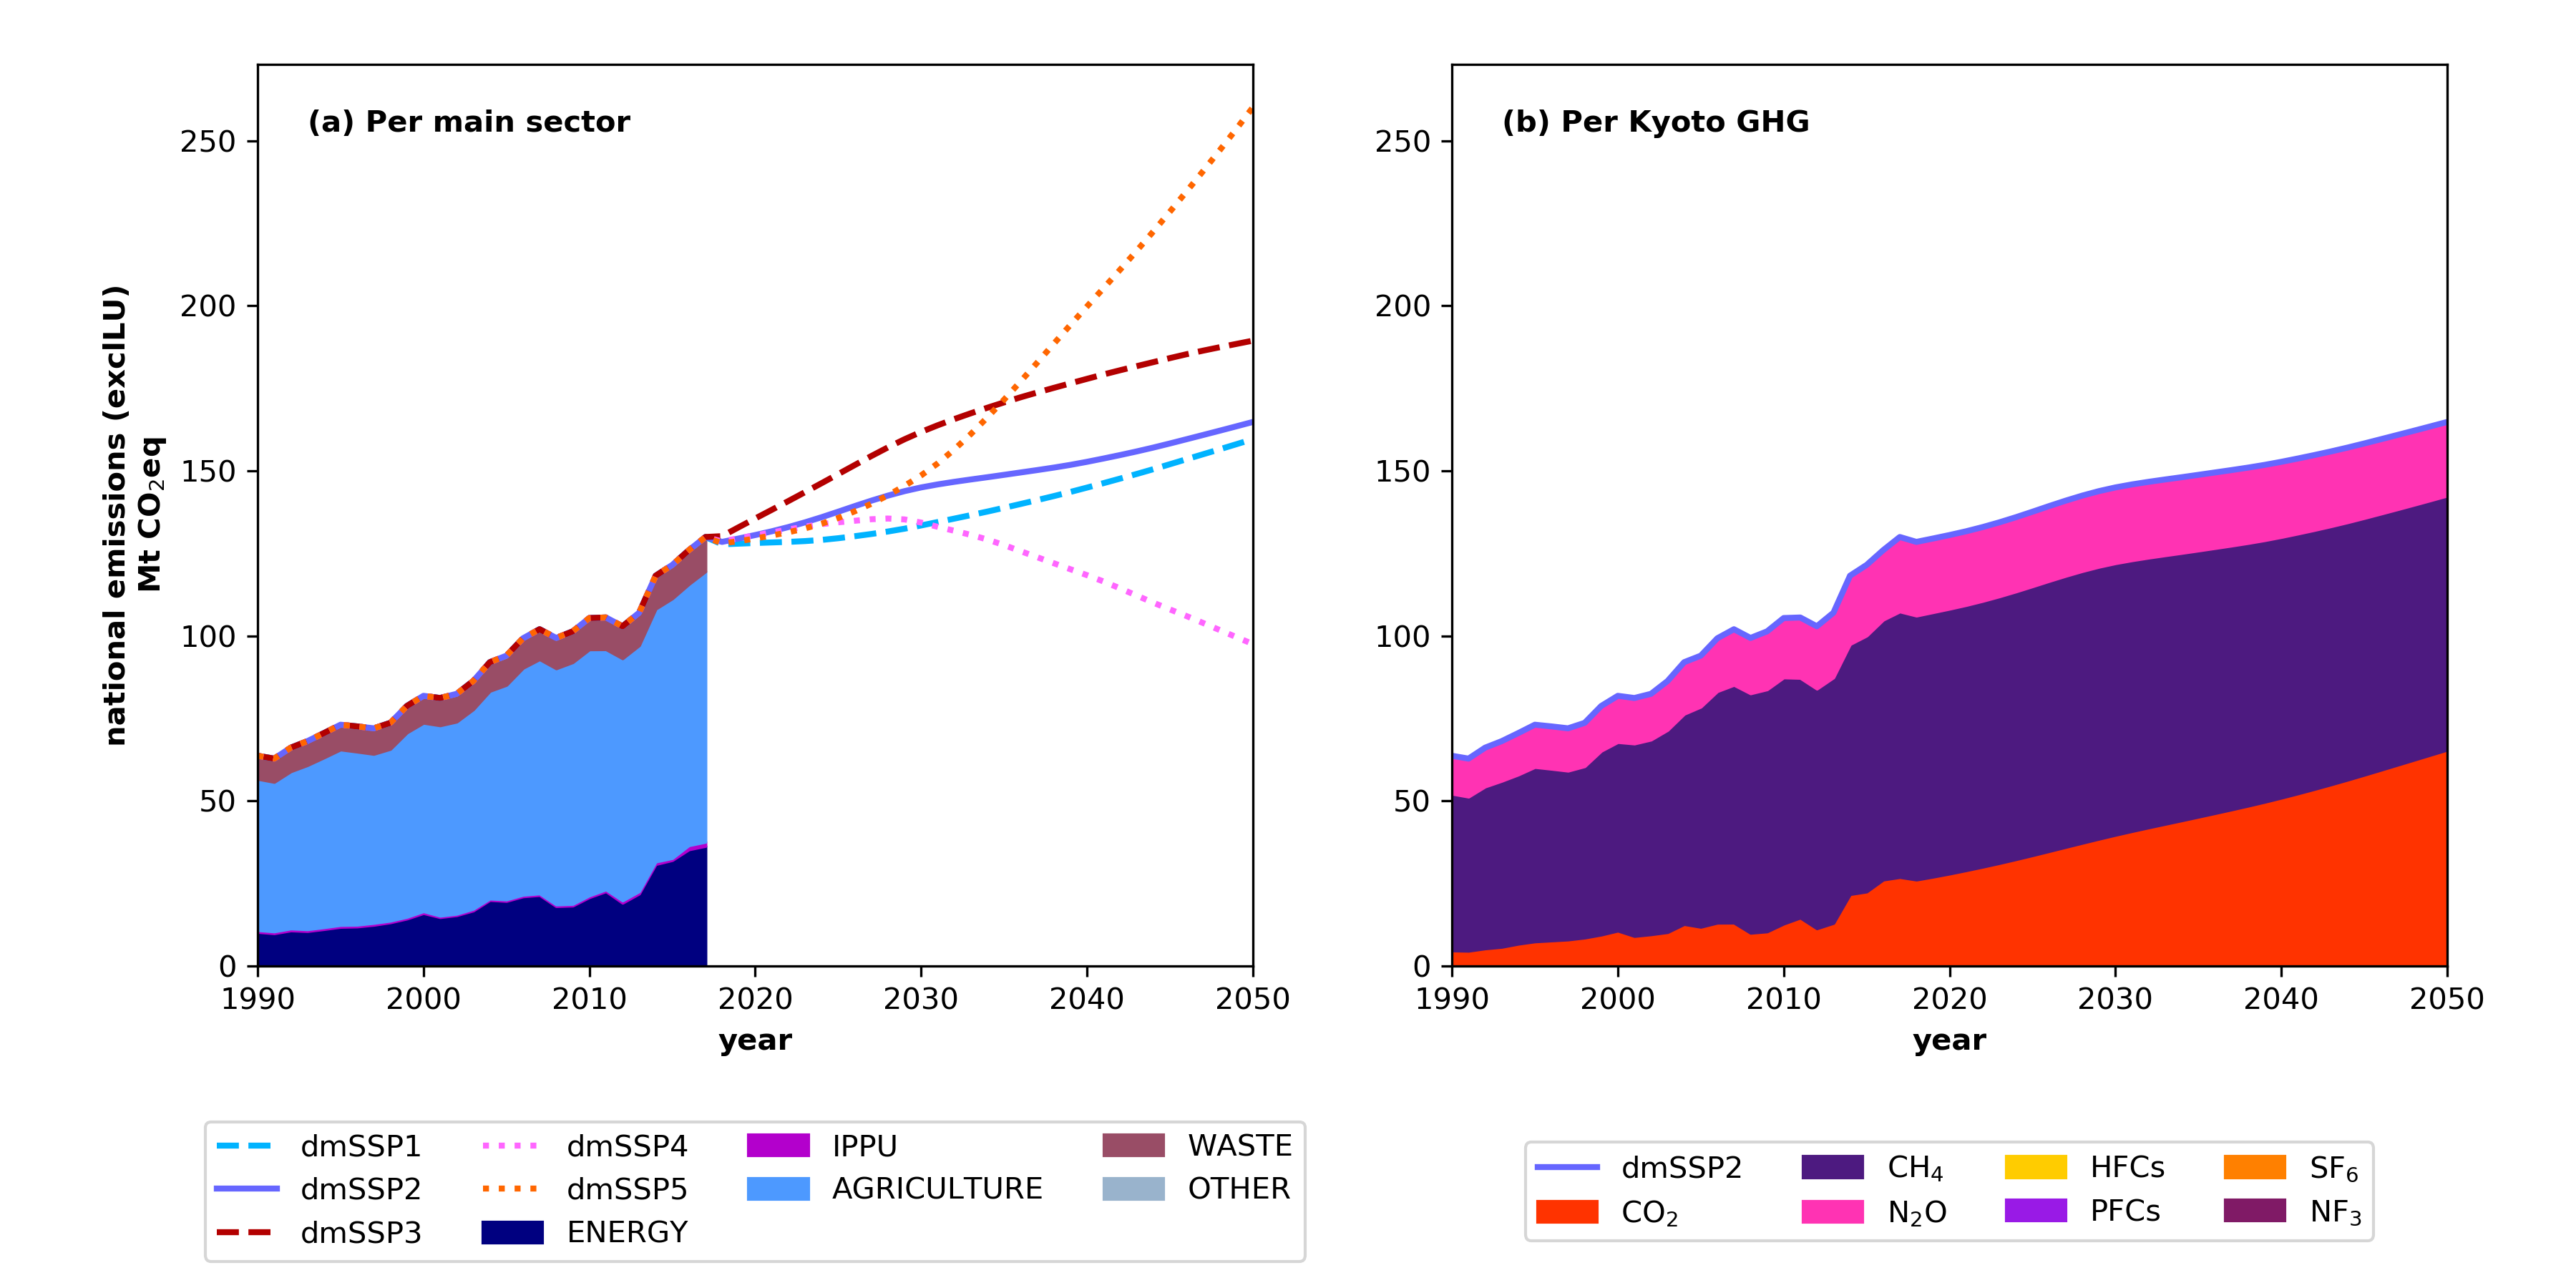 (a) Per main sector
250
200
150
100
50
0
national emissions (exclLU)
Mt CO₂eq
1990 2000 2010 2020 2030 2040 2050
year
dmSSP1 dmSSP4 IPPU WASTE
dmSSP2 dmSSP5 AGRICULTURE OTHER
dmSSP3 ENERGY
(b) Per Kyoto GHG
250
200
150
100
50
0
1990 2000 2010 2020 2030 2040 2050
year
dmSSP2 CH₄ HFCs SF₆
CO₂ N₂O PFCs NF₃